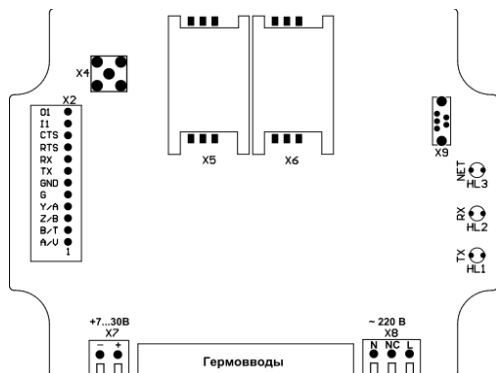 X4
X2
O1
I1
CTS
RTS
RX
TX
GND
G
Y/A
Z/B
B/T
A/V
1
X5
X6
X9
NET
HL3
RX
HL2
TX
HL1
+7...30В
X7
- +
~ 220 В
X8
N NC L
Гермовводы